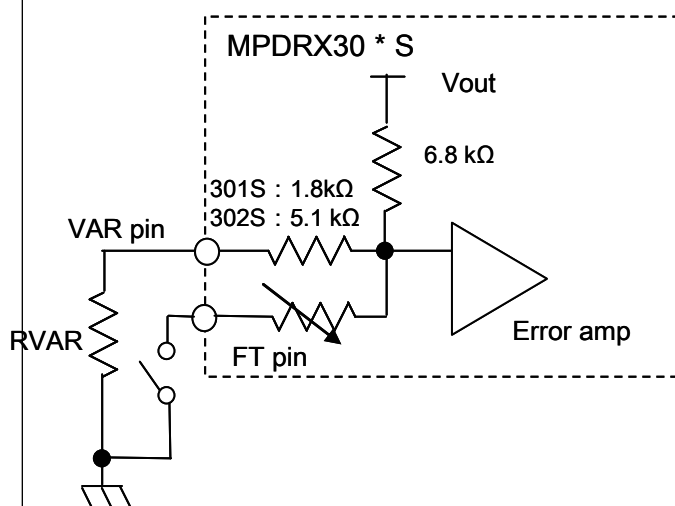 MPDRX30 * S
Vout
6.8 kΩ
301S : 1.8kΩ
302S : 5.1 kΩ
VAR pin
RVAR
Error amp
FT pin